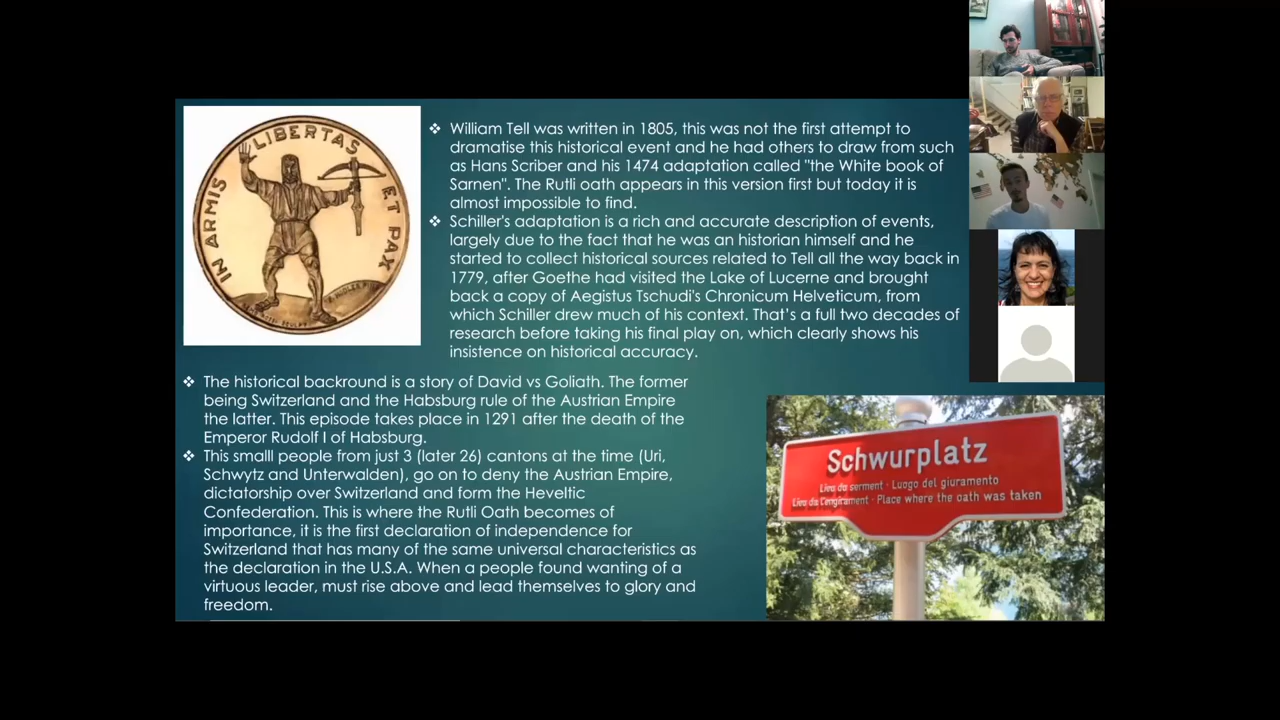 LIBERTAS
IN ARMIS
ET PAX
William Tell was written in 1805, this was not the first attempt to
dramatise this historical event and he had others to draw from such
as Hans Scriber and his 1474 adaptation called "the White book of
Sarnen". The Rutli oath appears in this version first but today it is
almost impossible to find.
Schiller's adaptation is a rich and accurate description of events,
largely due to the fact that he was an historian himself and he
started to collect historical sources related to Tell all the way back in
1779, after Goethe had visited the Lake of Lucerne and brought
back a copy of Aegistus Tschudi's Chronicum Helveticum, from
which Schiller drew much of his context. That's a full two decades of
research before taking his final play on, which clearly shows his
insistence on historical accuracy.
The historical backround is a story of David vs Goliath. The former
being Switzerland and the Habsburg rule of the Austrian Empire
the latter. This episode takes place in 1291 after the death of the
Emperor Rudolf I of Habsburg.
This smalll people from just 3 (later 26) cantons at the time (Uri,
Schwytz and Unterwalden), go on to deny the Austrian Empire,
dictatorship over Switzerland and form the Heveltic
Confederation. This is where the Rutli Oath becomes of
importance, it is the first declaration of independence for
Switzerland that has many of the same universal characteristics as
the declaration in the U.S.A. When a people found wanting of a
virtuous leader, must rise above and lead themselves to glory and
freedom.
Schwurplatz
Lieu du serment · Luogo del giuramento
· Place where the oath was taken